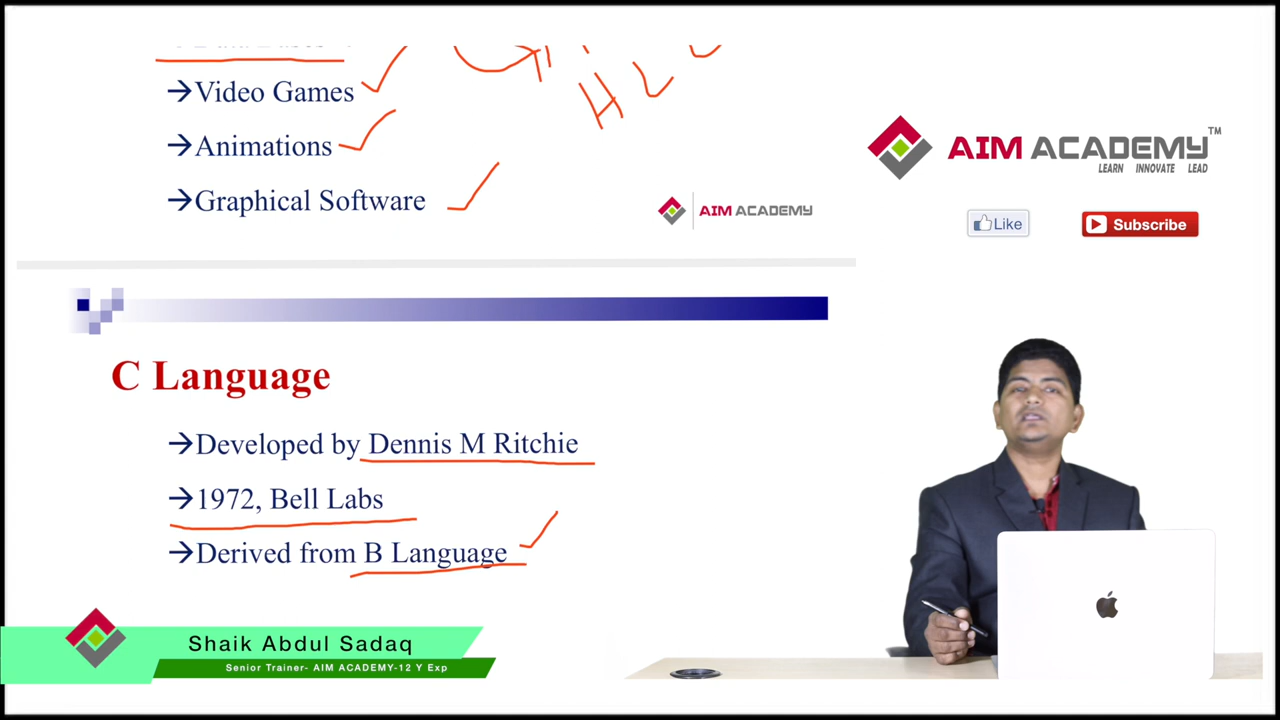 →Video Games
→Animations
→Graphical Software
AIM ACADEMY
AIM ACADEMY™
LEARN INNOVATE LEAD
Like
Subscribe
C Language
→Developed by Dennis M Ritchie
→1972, Bell Labs
→Derived from B Language
Shaik Abdul Sadaq
Senior Trainer- AIM ACADEMY-12 Y Exp